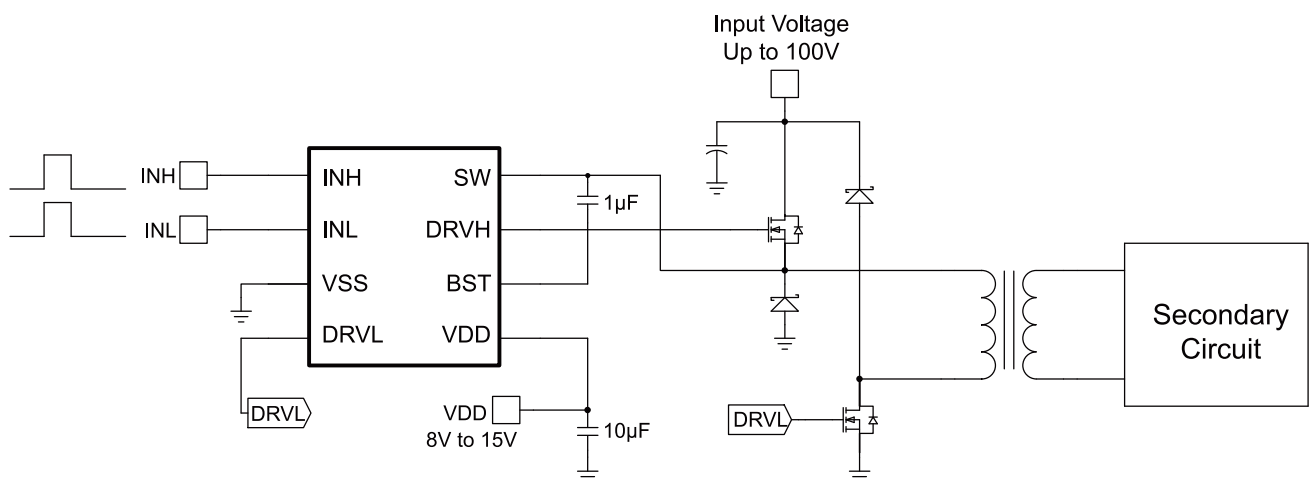 Input Voltage
Up to 100V
INH
INH
SW
1µF
INL
INL
DRVH
VSS
BST
DRVL
VDD
DRVL
VDD
8V to 15V
10µF
DRVL
Secondary
Circuit